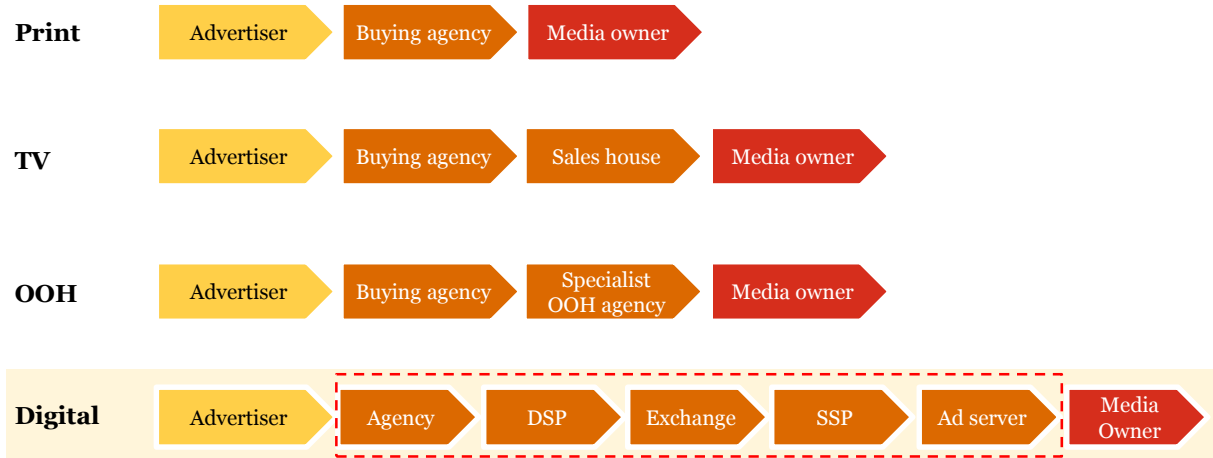 Print
Advertiser
Buying agency
Media owner
TV
Advertiser
Buying agency
Sales house
Media owner
OOH
Advertiser
Buying agency
Specialist
OOH agency
Media owner
Digital
Advertiser
Agency
DSP
Exchange
SSP
Ad server
Media
Owner